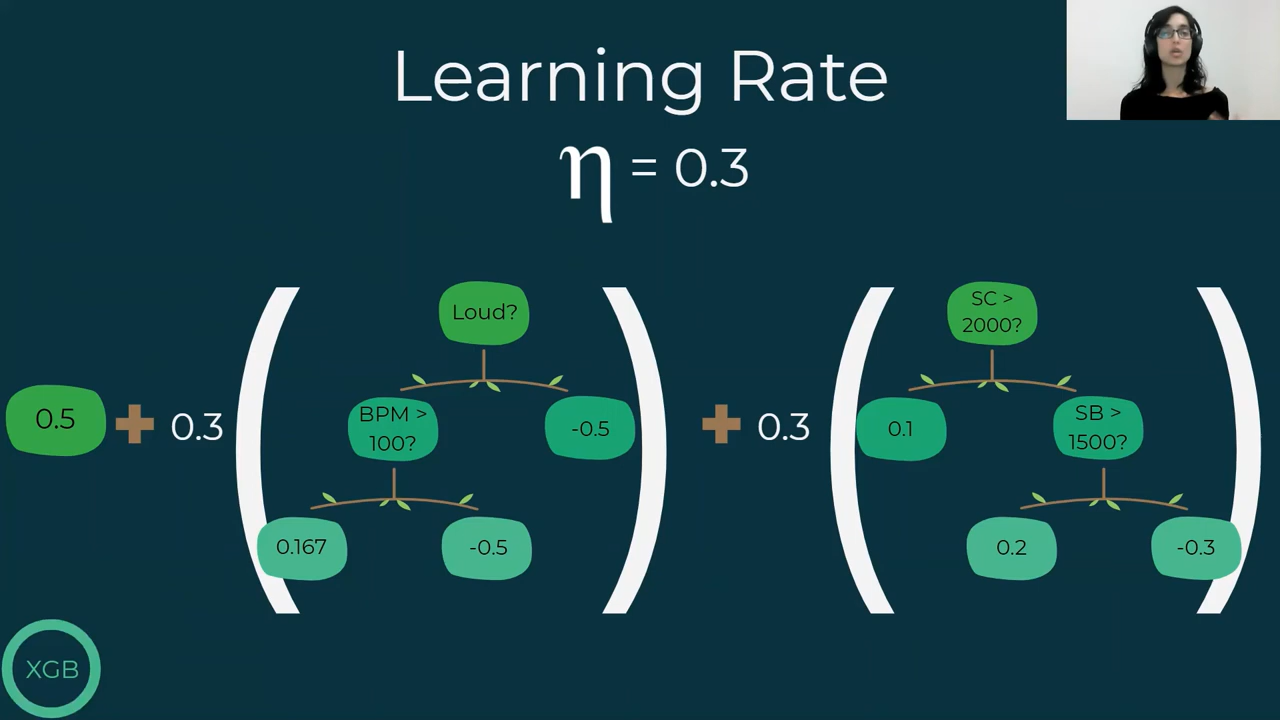 Learning Rate
η = 0.3
0.5 + 0.3 ( Loud? ) + 0.3 ( SC >
2000? )
BPM >
100?
-0.5
0.1
SB >
1500?
0.167
-0.5
0.2
-0.3
XGB